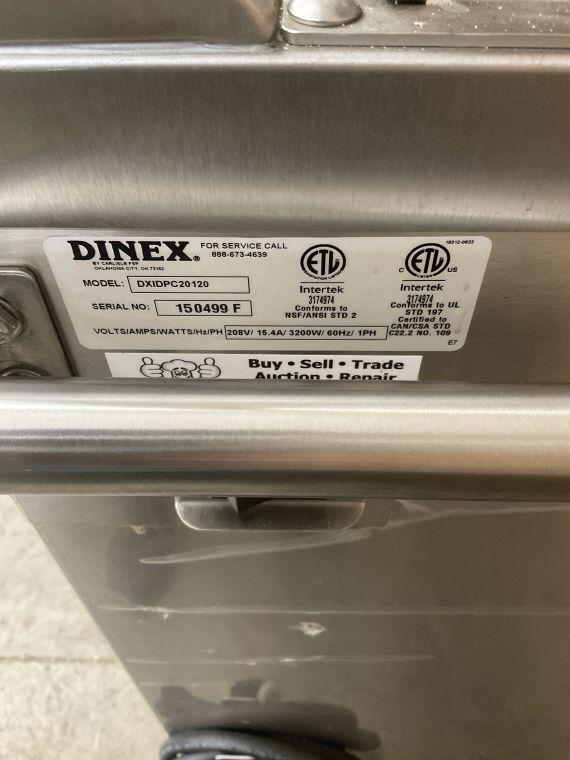 DINEX®
BY CARLISLE FSP
OKLAHOMA CITY, OK 73162
FOR SERVICE CALL
888-673-4639
MODEL: DXIDPC20120
SERIAL NO: 150499 F
VOLTS/AMPS/WATTS/Hz/PH 208V/ 15.4A/ 3200W/ 60Hz/ 1PH
ETL
Intertek
3174974
Conforms to
NSF/ANSI STD 2
C ETL US
Intertek
3174974
Conforms to UL
STD 197
Certified to
CAN/CSA STD
C22.2 NO. 109
E7
Buy • Sell • Trade
Auction • Repair